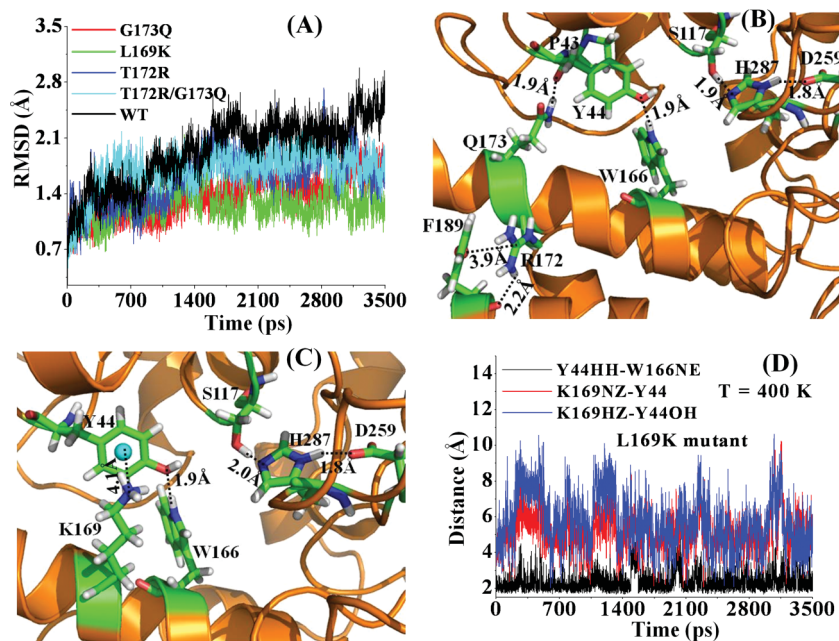 (A)
G173Q
L169K
T172R
T172R/G173Q
WT
RMSD (Å)
3.5
2.8
2.1
1.4
0.7
0 700 1400 2100 2800 3500
Time (ps)
(B)
P43
S117
D259
H287
1.9Å
1.8Å
1.9Å
Y44
1.9Å
Q173
W166
F189
3.9Å
R172
2.2Å
(C)
S117
Y44
D259
H287
2.0Å
1.8Å
4.1Å
1.9Å
K169
W166
(D)
Y44HH-W166NE
K169NZ-Y44
T = 400 K
K169HZ-Y44OH
L169K mutant
Distance (Å)
14
12
10
8
6
4
2
0 700 1400 2100 2800 3500
Time (ps)